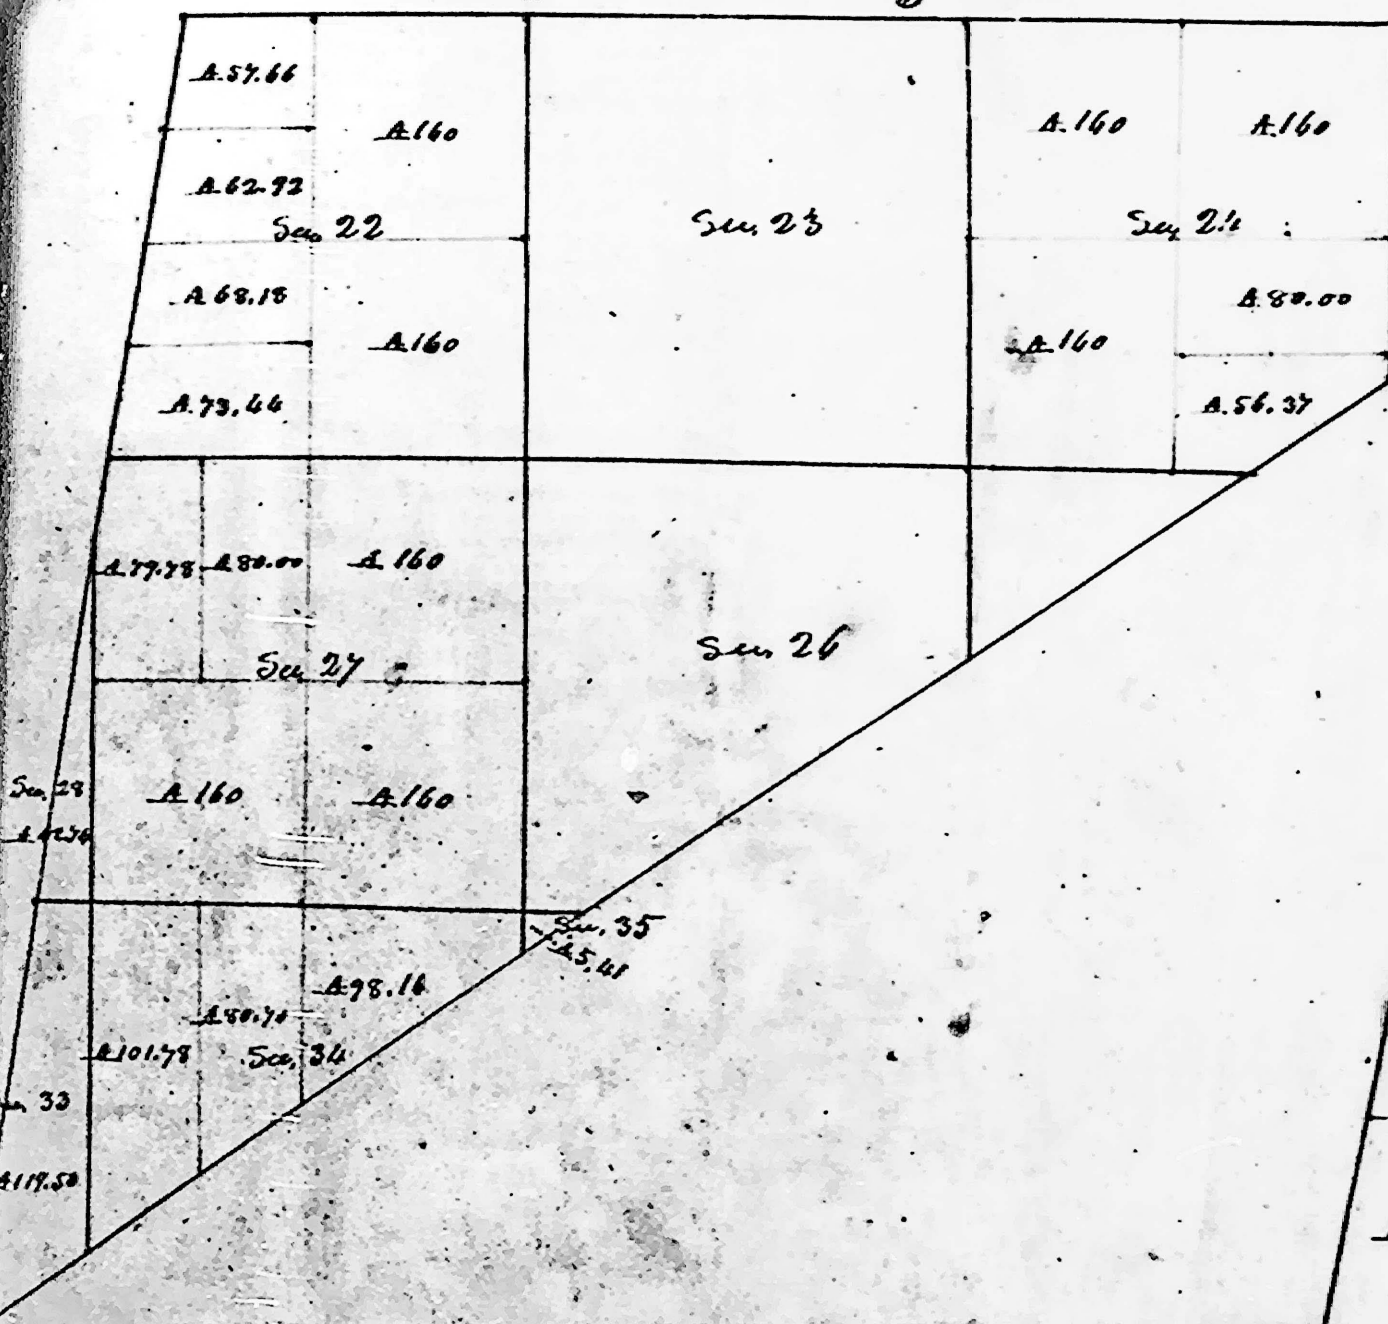 A.57.66
A 160
A. 160
A. 160
A. 62.92
Sec. 22
Sec. 23
Sec. 24
A 68.18
A 80.00
A 160
A 160
A. 73.44
A. 56.37
A 79.78
A 80.00
A 160
Sec. 26
Sec. 27
Sec. 28
A 160
A 160
Sec. 35
A 5.41
A 98.16
A 80.70
A 101.78
Sec. 34
33
A 119.50